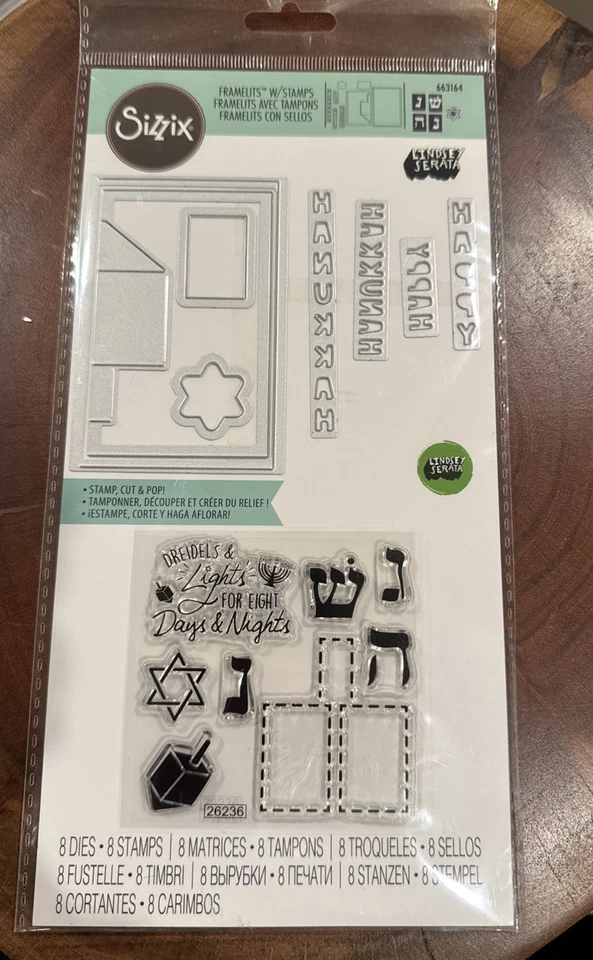 Sizzix
FRAMELITS™ W/STAMPS
FRAMELITS AVEC TAMPONS
FRAMELITS CON SELLOS
663164
LINDSEY
SERATA
HANUKKAH
HANUKKAH
HAPPY
HAPPY
LINDSEY
SERATA
• STAMP, CUT & POP!
• TAMPONNER, DÉCOUPER ET CRÉER DU RELIEF !
• ¡ESTAMPE, CORTE Y HAGA AFLORAR!
DREIDELS &
Lights
FOR EIGHT
Days & Nights
ש
נ
ה
ג
26236
8 DIES • 8 STAMPS | 8 MATRICES • 8 TAMPONS | 8 TROQUELES • 8 SELLOS
8 FUSTELLE • 8 TIMBRI | 8 ВЫРУБКИ • 8 ПЕЧАТИ | 8 STANZEN • 8 STEMPEL
8 CORTANTES • 8 CARIMBOS